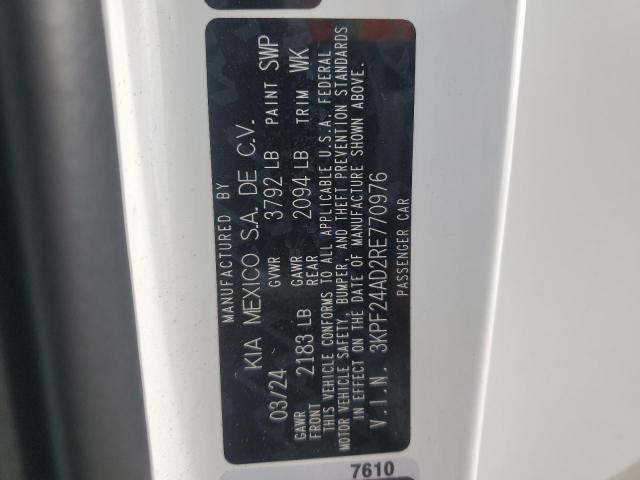 MANUFACTURED BY
KIA MEXICO S.A. DE C.V.
03/24 GVWR 3792 LB PAINT SWP
GAWR FRONT 2183 LB GAWR REAR 2094 LB TRIM WK
THIS VEHICLE CONFORMS TO ALL APPLICABLE U.S.A. FEDERAL
MOTOR VEHICLE SAFETY, BUMPER, AND THEFT PREVENTION STANDARDS
IN EFFECT ON THE DATE OF MANUFACTURE SHOWN ABOVE.
V.I.N. 3KPF24AD2RE770976
PASSENGER CAR
7610